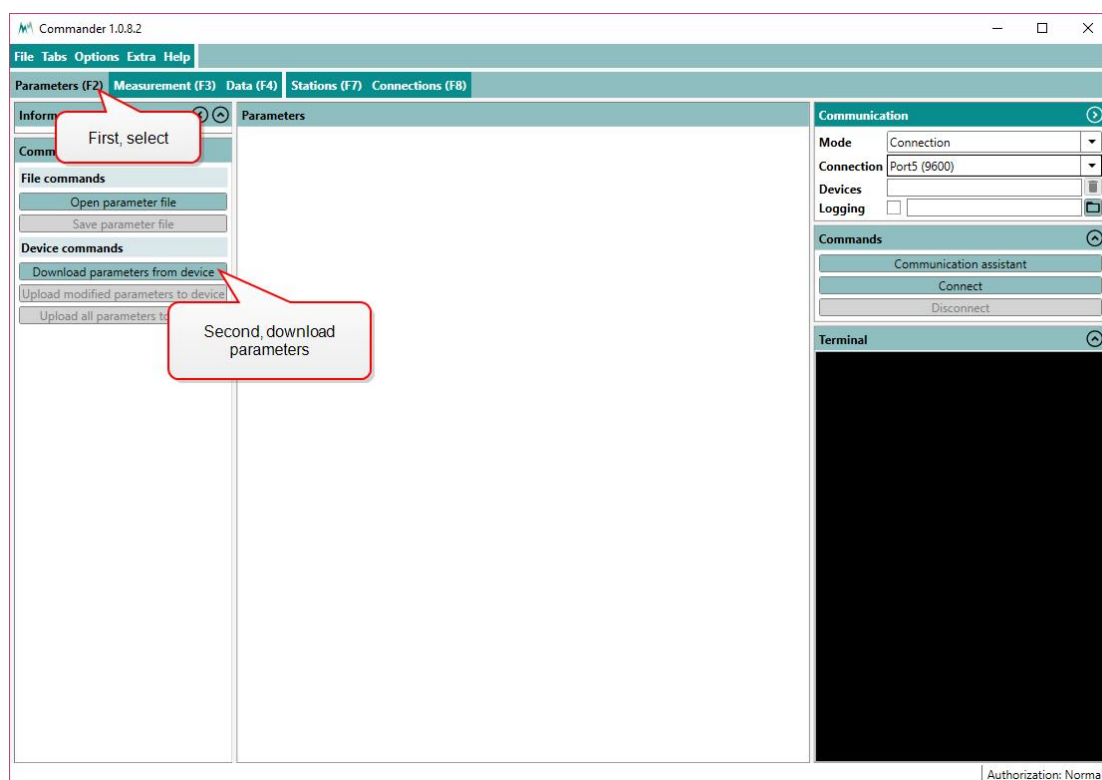 Commander 1.0.8.2
File Tabs Options Extra Help
Parameters (F2) Measurement (F3) Data (F4) Stations (F7) Connections (F8)
First, select
File commands
Open parameter file
Save parameter file
Device commands
Download parameters from device
Upload modified parameters to device
Upload all parameters
Second, download
parameters
Parameters
Communication
Mode Connection
Connection Port5 (9600)
Devices
Logging
Commands
Communication assistant
Connect
Disconnect
Terminal
Authorization: Norma